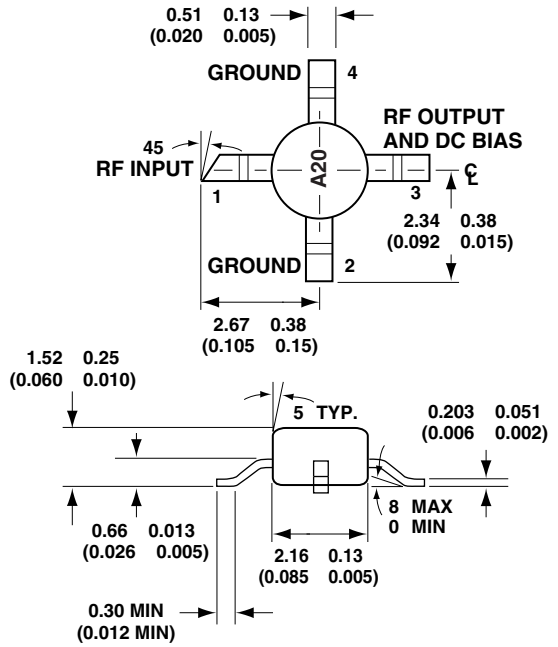 0.51 0.13
(0.020 0.005)
GROUND 4
RF OUTPUT
AND DC BIAS
45
RF INPUT
A20
℄
1
3
2.34 0.38
(0.092 0.015)
GROUND 2
2.67 0.38
(0.105 0.15)
1.52 0.25
(0.060 0.010)
5 TYP.
0.203 0.051
(0.006 0.002)
8 MAX
0 MIN
0.66 0.013
(0.026 0.005)
2.16 0.13
(0.085 0.005)
0.30 MIN
(0.012 MIN)